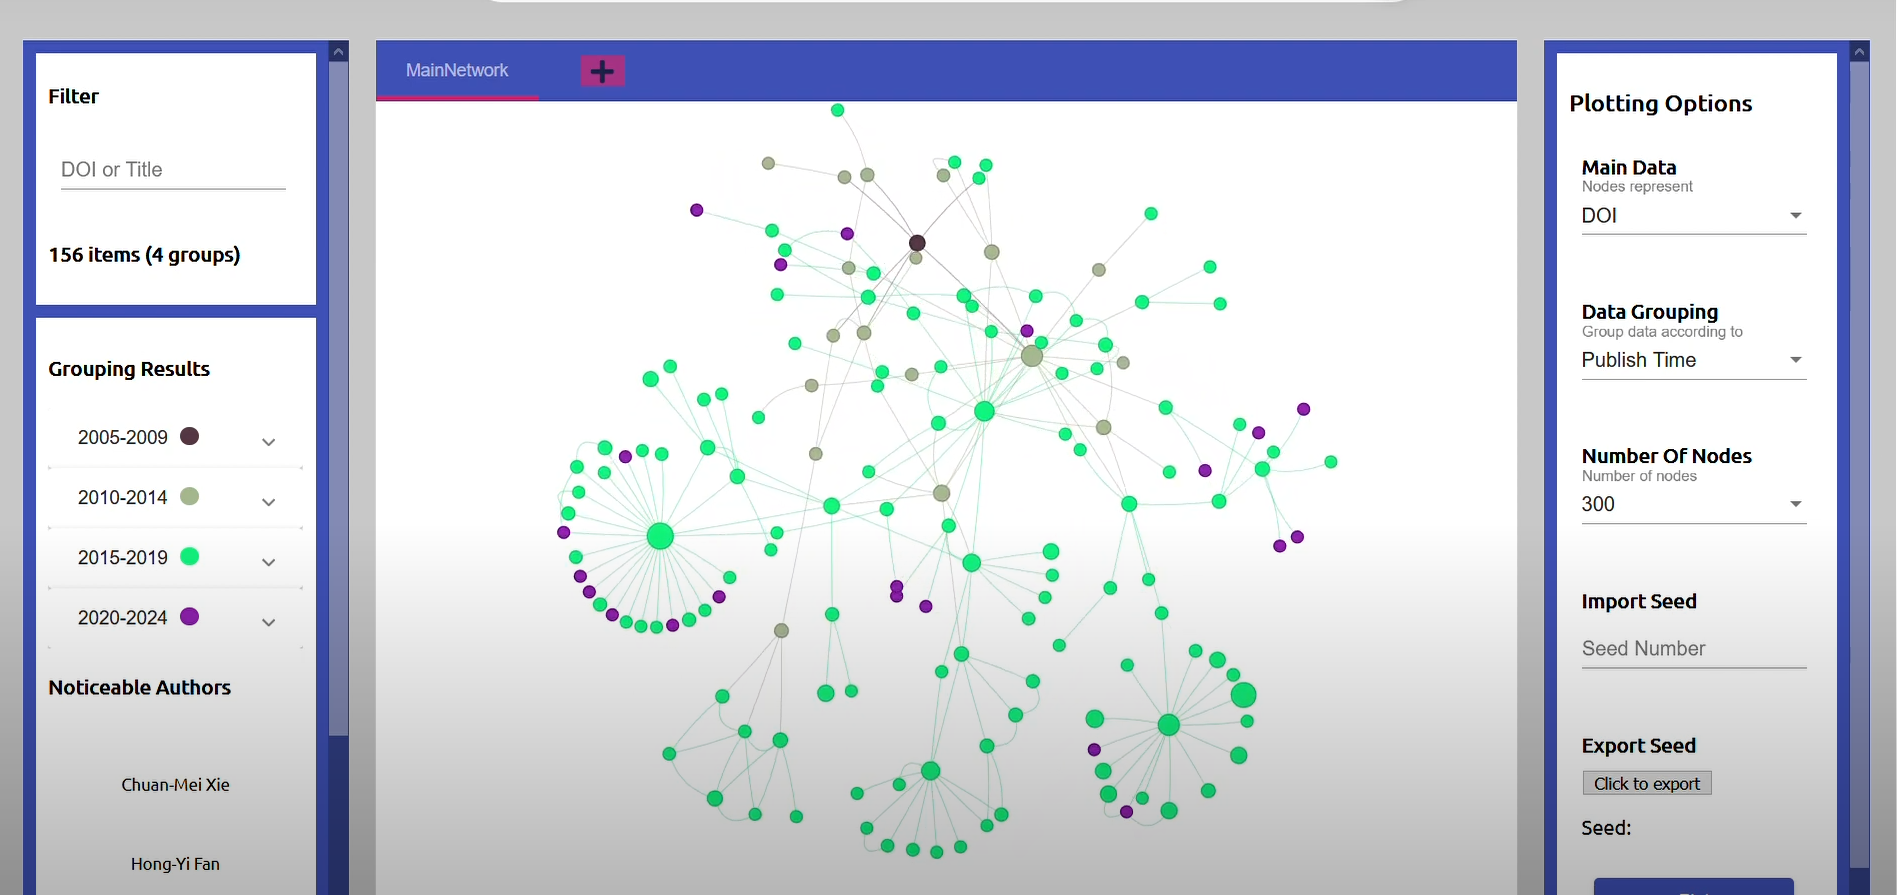 Filter
DOI or Title
156 items (4 groups)
Grouping Results
2005-2009
2010-2014
2015-2019
2020-2024
Noticeable Authors
Chuan-Mei Xie
Hong-Yi Fan
MainNetwork
Plotting Options
Main Data
Nodes represent
DOI
Data Grouping
Group data according to
Publish Time
Number Of Nodes
Number of nodes
300
Import Seed
Seed Number
Export Seed
Click to export
Seed: